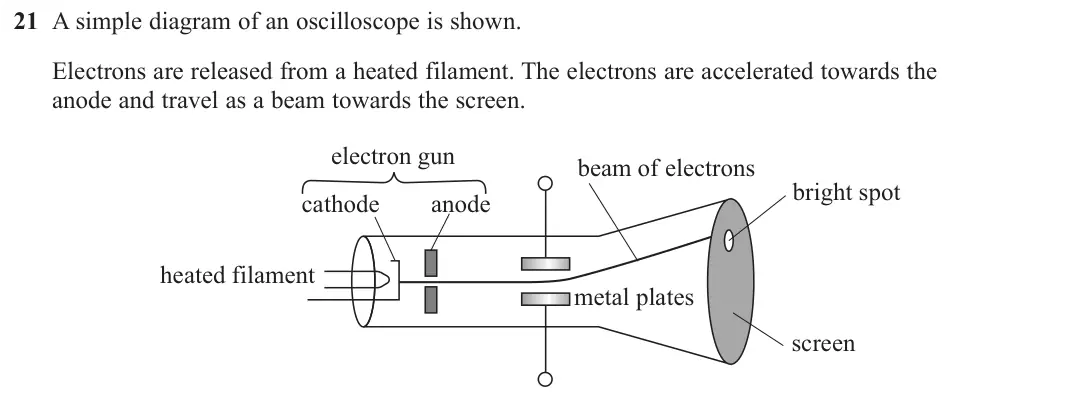 21 A simple diagram of an oscilloscope is shown.
Electrons are released from a heated filament. The electrons are accelerated towards the
anode and travel as a beam towards the screen.
electron gun
beam of electrons
bright spot
cathode
anode
heated filament
metal plates
screen